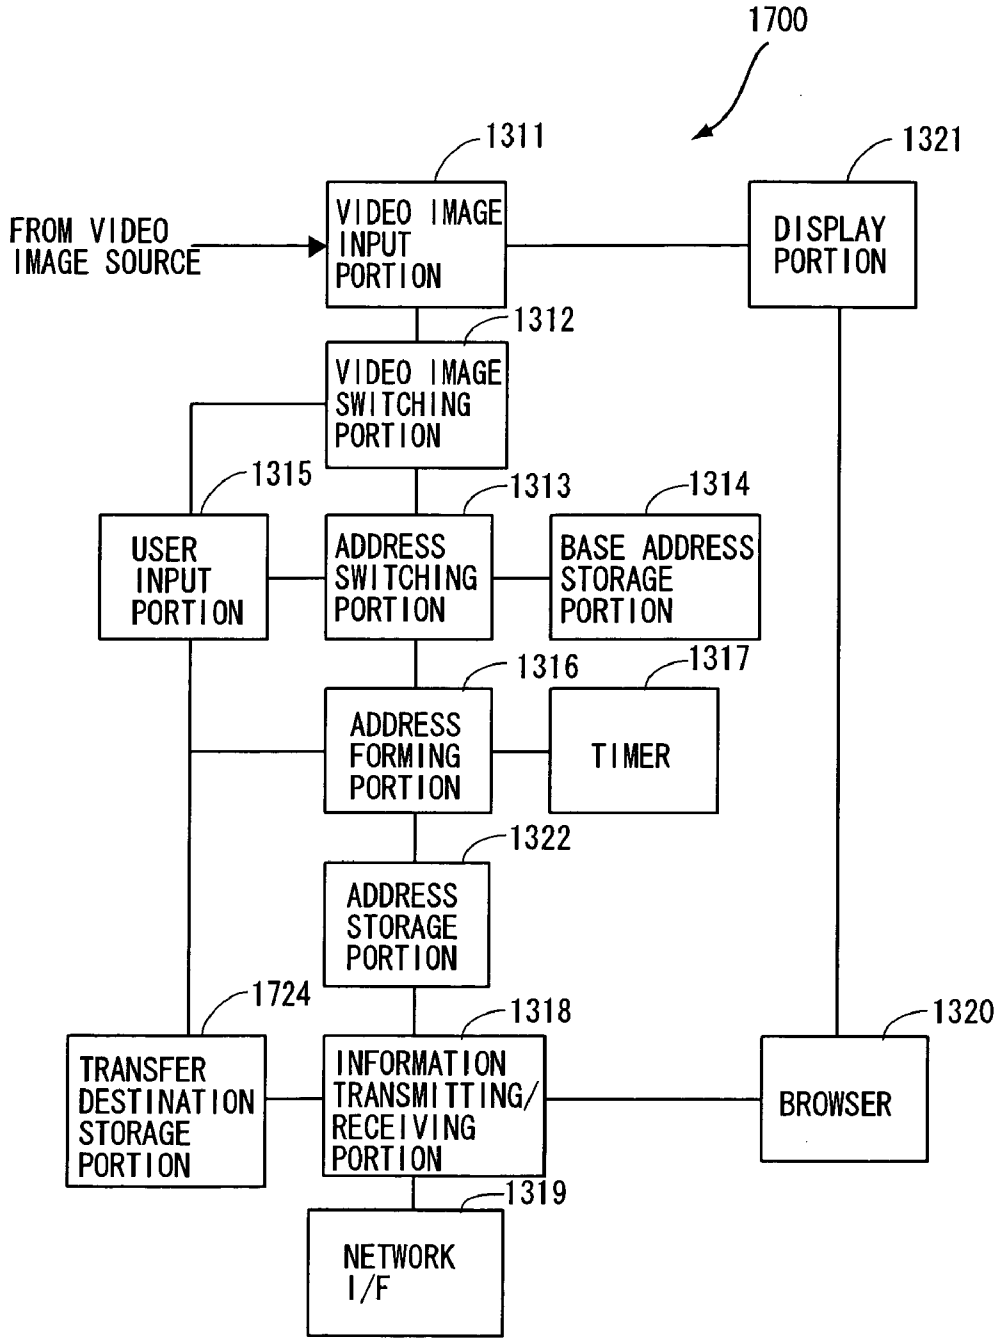 1700
1311
1321
FROM VIDEO
IMAGE SOURCE
VIDEO IMAGE
INPUT
PORTION
DISPLAY
PORTION
1312
VIDEO IMAGE
SWITCHING
PORTION
1315
1313
1314
USER
INPUT
PORTION
ADDRESS
SWITCHING
PORTION
BASE ADDRESS
STORAGE
PORTION
1316
1317
ADDRESS
FORMING
PORTION
TIMER
1322
ADDRESS
STORAGE
PORTION
1724
1318
1320
TRANSFER
DESTINATION
STORAGE
PORTION
INFORMATION
TRANSMITTING/
RECEIVING
PORTION
BROWSER
1319
NETWORK
I/F